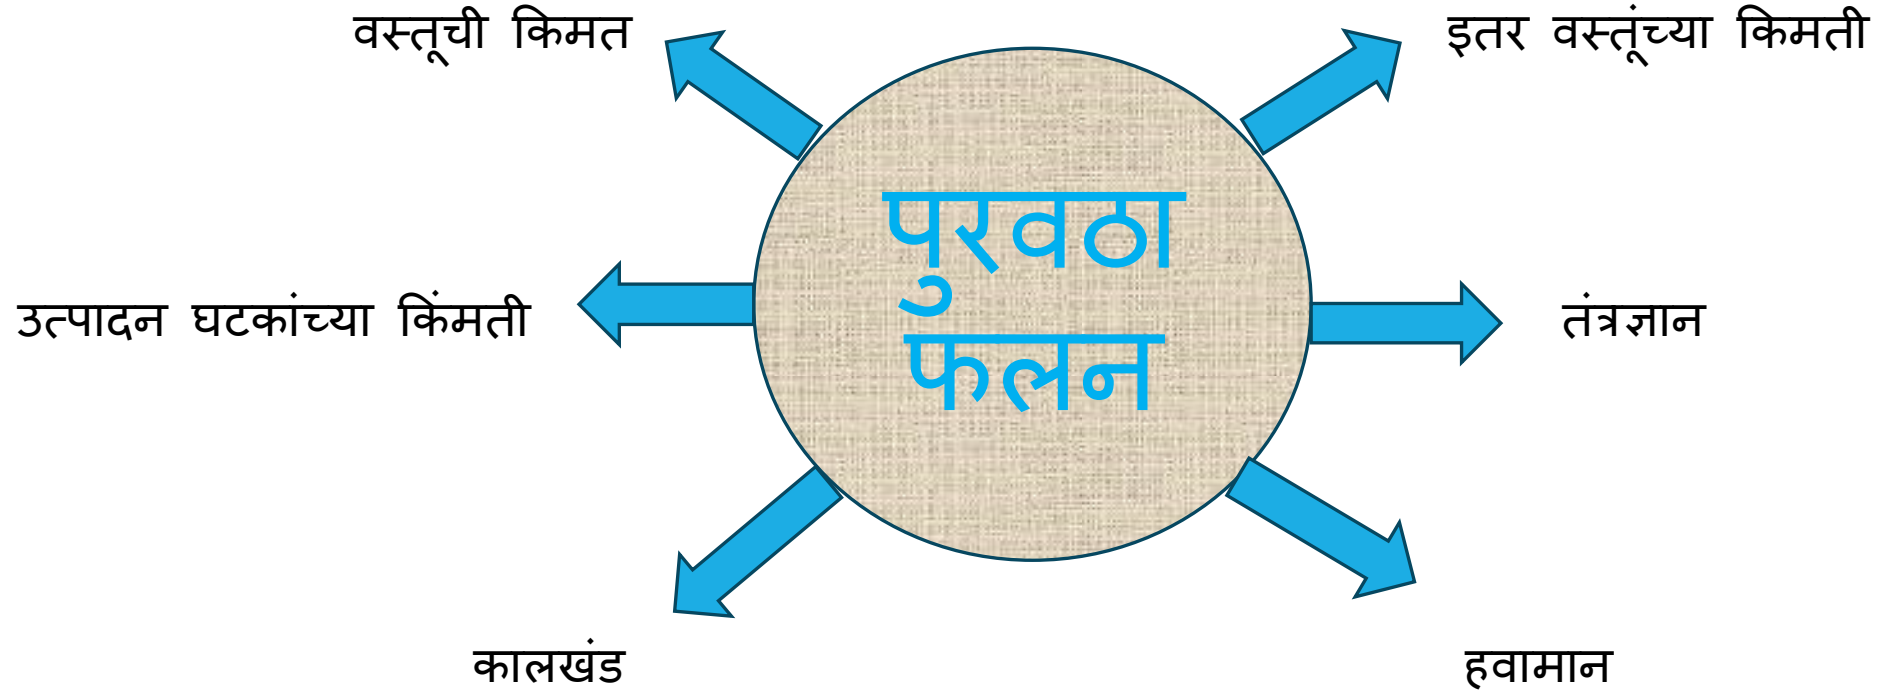 वस्तूची किमत
इतर वस्तूंच्या किमती
पुरवठा
फलन
उत्पादन घटकांच्या किंमती
तंत्रज्ञान
कालखंड
हवामान